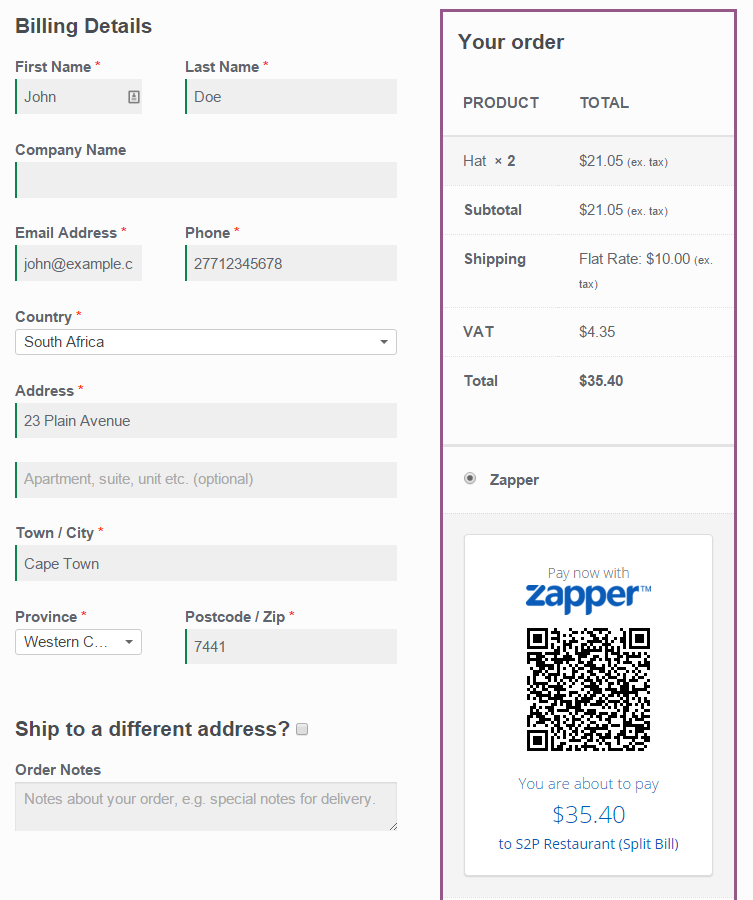 Billing Details
First Name *
Last Name *
John
Doe
Company Name
Email Address *
Phone *
john@example.c
27712345678
Country *
South Africa
Address *
23 Plain Avenue
Apartment, suite, unit etc. (optional)
Town / City *
Cape Town
Province *
Postcode / Zip *
Western C...
7441
Ship to a different address?
Order Notes
Notes about your order, e.g. special notes for delivery.
Your order
PRODUCT TOTAL
Hat × 2 $21.05 (ex. tax)
Subtotal $21.05 (ex. tax)
Shipping Flat Rate: $10.00 (ex.
tax)
VAT $4.35
Total $35.40
Zapper
Pay now with
zapper™
You are about to pay
$35.40
to S2P Restaurant (Split Bill)